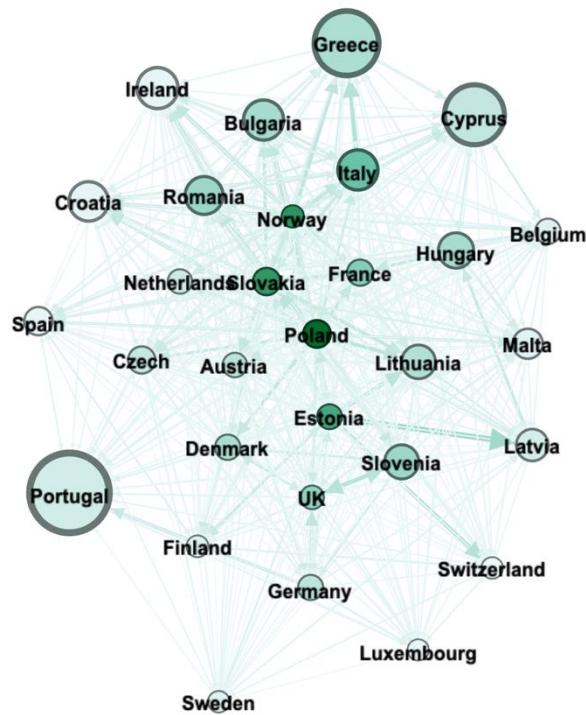 Greece
Ireland
Bulgaria
Cyprus
Italy
Croatia
Romania
Norway
Belgium
Hungary
Netherlands
Slovakia
France
Spain
Poland
Malta
Czech
Austria
Lithuania
Estonia
Denmark
Latvia
Slovenia
Portugal
UK
Finland
Switzerland
Germany
Luxembourg
Sweden